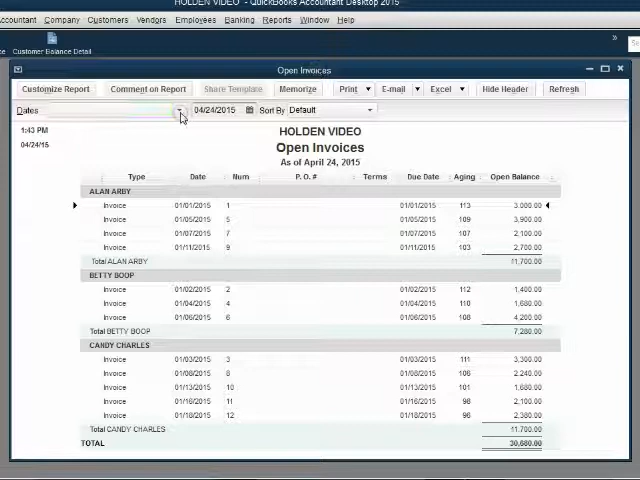 HOLDEN VIDEO - QuickBooks Accountant Desktop 2015
ccountant Company Customers Vendors Employees Banking Reports Window Help
ce Customer Balance Detail » Se
Open Invoices
Customize Report Comment on Report Share Template Memorize Print E-mail Excel Hide Header Refresh
Dates 04/24/2015 Sort By Default
1:43 PM HOLDEN VIDEO
04/24/15 Open Invoices
As of April 24, 2015
Type Date Num P. O. # Terms Due Date Aging Open Balance
ALAN ARBY
Invoice 01/01/2015 1 01/01/2015 113 3,000.00
Invoice 01/05/2015 5 01/05/2015 109 3,900.00
Invoice 01/07/2015 7 01/07/2015 107 2,100.00
Invoice 01/11/2015 9 01/11/2015 103 2,700.00
Total ALAN ARBY 11,700.00
BETTY BOOP
Invoice 01/02/2015 2 01/02/2015 112 1,400.00
Invoice 01/04/2015 4 01/04/2015 110 1,680.00
Invoice 01/06/2015 6 01/06/2015 108 4,200.00
Total BETTY BOOP 7,280.00
CANDY CHARLES
Invoice 01/03/2015 3 01/03/2015 111 3,300.00
Invoice 01/08/2015 8 01/08/2015 106 2,240.00
Invoice 01/13/2015 10 01/13/2015 101 1,680.00
Invoice 01/16/2015 11 01/16/2015 98 2,100.00
Invoice 01/18/2015 12 01/18/2015 96 2,380.00
Total CANDY CHARLES 11,700.00
TOTAL 30,680.00